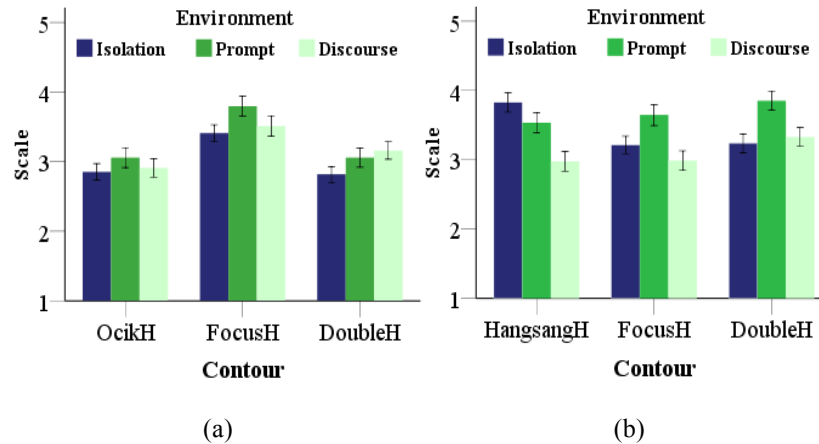 Environment
Isolation Prompt Discourse
5
4
3
2
1
Scale
OcikH FocusH DoubleH
Contour
(a)
Environment
Isolation Prompt Discourse
5
4
3
2
1
Scale
HangsangH FocusH DoubleH
Contour
(b)